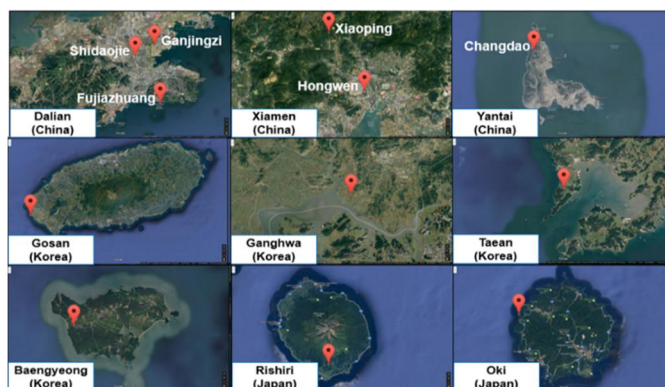 Shidaojie
Ganjingzi
Fujiazhuang
Dalian
(China)
Xiaoping
Hongwen
Xiamen
(China)
Changdao
Yantai
(China)
Gosan
(Korea)
Ganghwa
(Korea)
Taean
(Korea)
Baengyeong
(Korea)
Rishiri
(Japan)
Oki
(Japan)